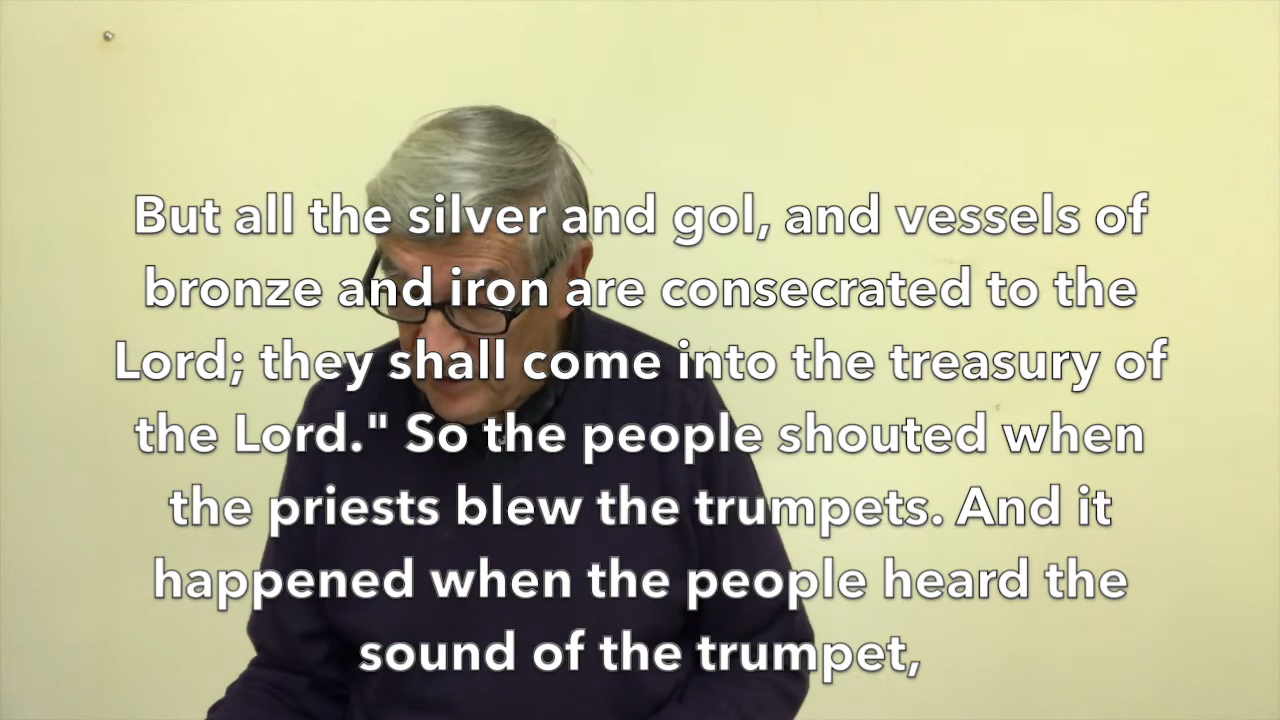 But all the silver and gol, and vessels of
bronze and iron are consecrated to the
Lord; they shall come into the treasury of
the Lord." So the people shouted when
the priests blew the trumpets. And it
happened when the people heard the
sound of the trumpet,